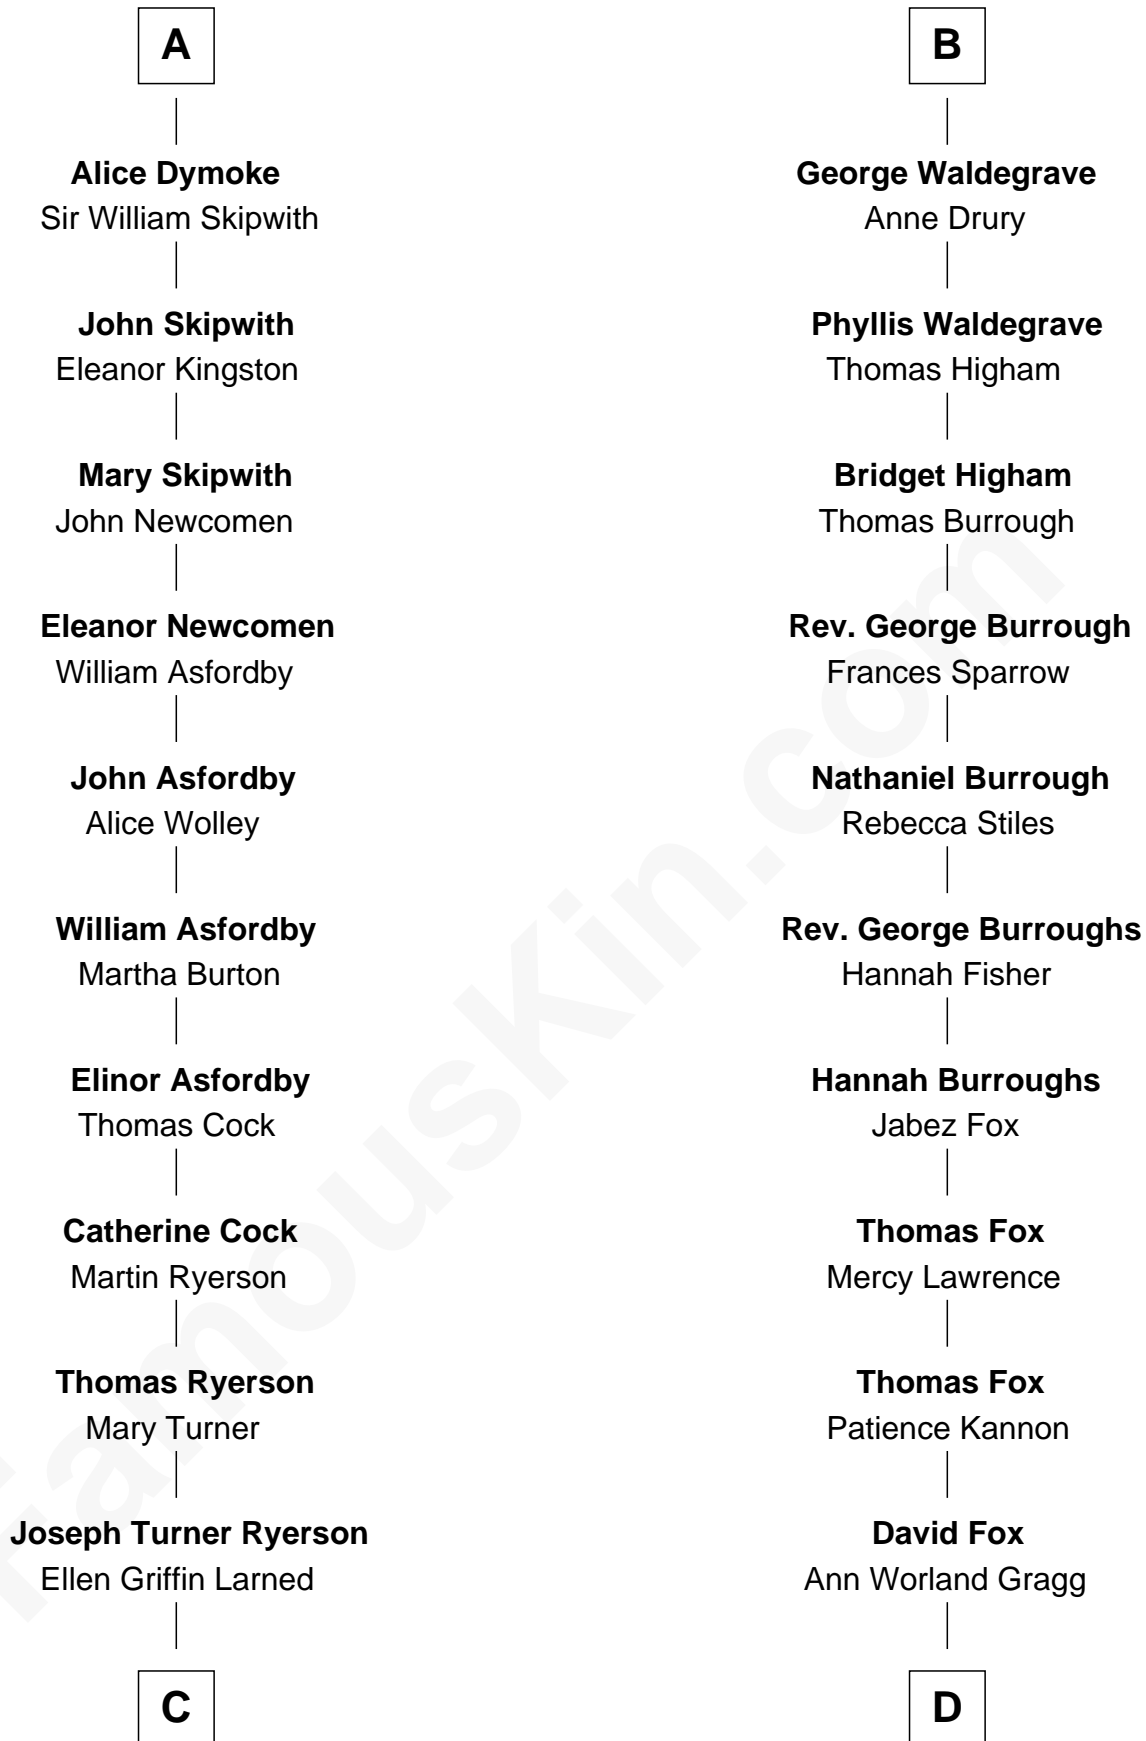 A
Alice Dymoke
Sir William Skipwith
John Skipwith
Eleanor Kingston
Mary Skipwith
John Newcomen
Eleanor Newcomen
William Asfordby
John Asfordby
Alice Wolley
William Asfordby
Martha Burton
Elinor Asfordby
Thomas Cock
Catherine Cock
Martin Ryerson
Thomas Ryerson
Mary Turner
Joseph Turner Ryerson
Ellen Griffin Larned
C
B
George Waldegrave
Anne Drury
Phyllis Waldegrave
Thomas Higham
Bridget Higham
Thomas Burrough
Rev. George Burrough
Frances Sparrow
Nathaniel Burrough
Rebecca Stiles
Rev. George Burroughs
Hannah Fisher
Hannah Burroughs
Jabez Fox
Thomas Fox
Mercy Lawrence
Thomas Fox
Patience Kannon
David Fox
Ann Worland Gragg
D
FamousKin.com